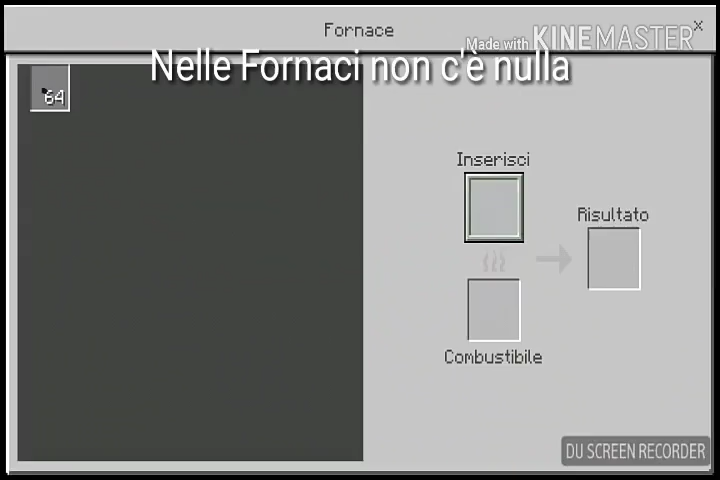 Fornace
x
Made with KINEMASTER
Nelle Fornaci non c'è nulla
64
Inserisci
Risultato
Combustibile
DU SCREEN RECORDER